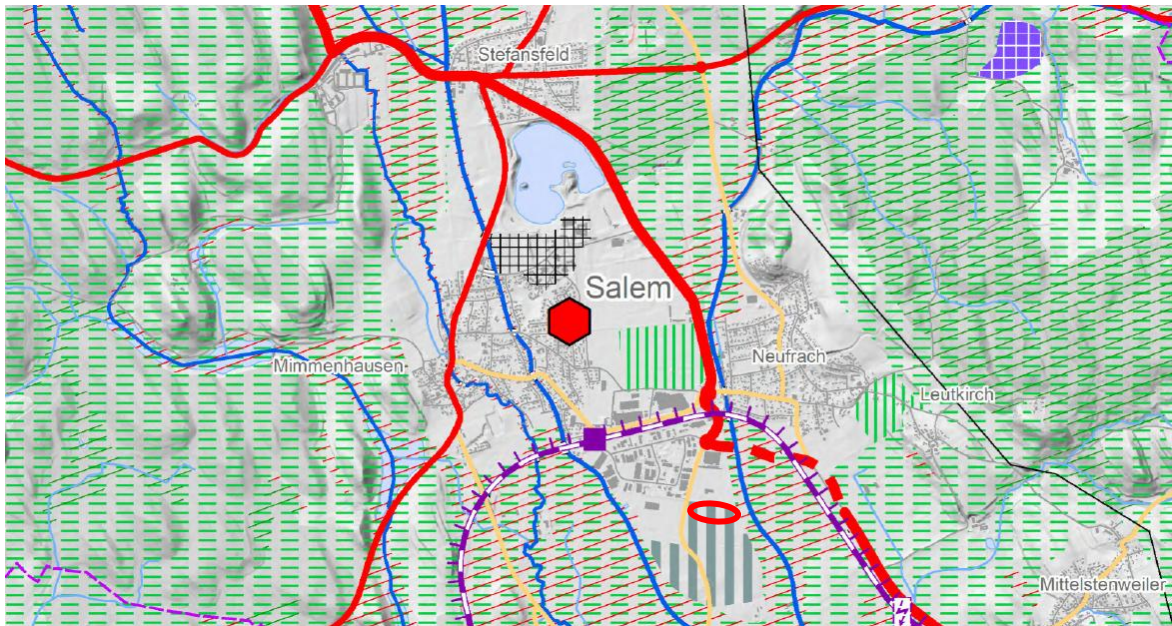 Stefansfeld
Salem
Neufrach
Mimmenhausen
Leutkirch
Mittelstenweiler